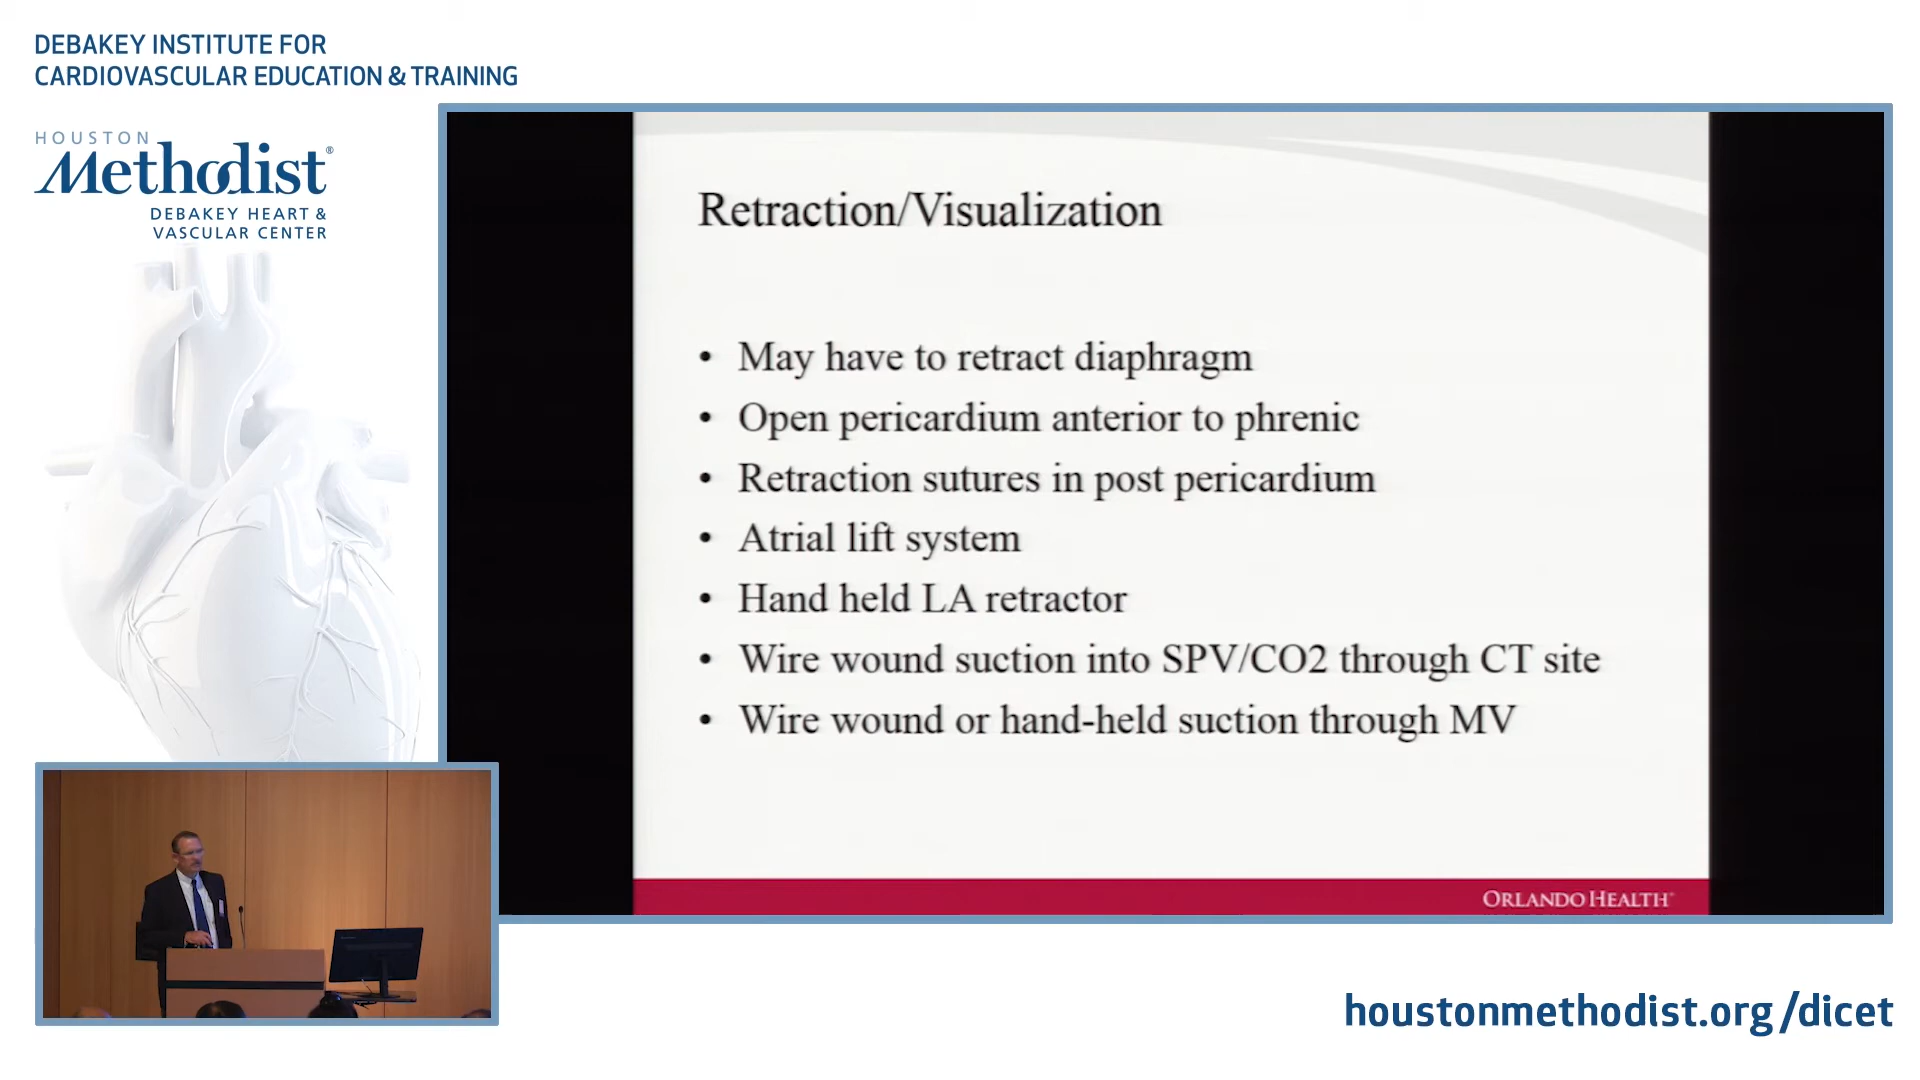 DEBAKEY INSTITUTE FOR
CARDIOVASCULAR EDUCATION & TRAINING
HOUSTON
Methodist®
DEBAKEY HEART &
VASCULAR CENTER
Retraction/Visualization
• May have to retract diaphragm
• Open pericardium anterior to phrenic
• Retraction sutures in post pericardium
• Atrial lift system
• Hand held LA retractor
• Wire wound suction into SPV/CO2 through CT site
• Wire wound or hand-held suction through MV
ORLANDO HEALTH®
houstonmethodist.org/dicet